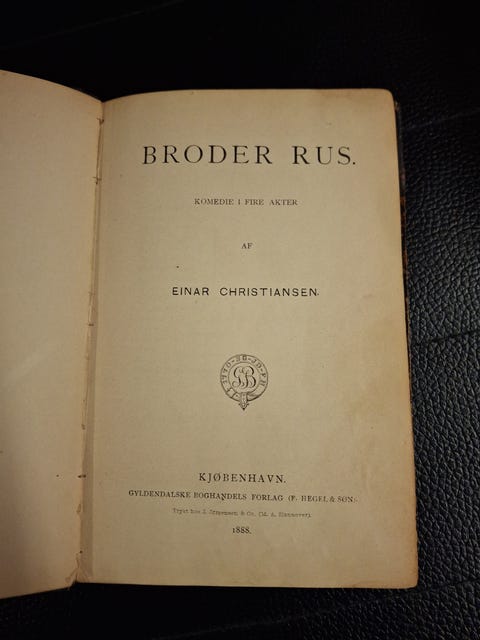 BRODER RUS.
KOMEDIE I FIRE AKTER
AF
EINAR CHRISTIANSEN.
KJØBENHAVN.
GYLDENDALSKE BOGHANDELS FORLAG (F. HEGEL & SØN).
Trykt hos J. Jørgensen & Co. (M. A. Hannover).
1888.